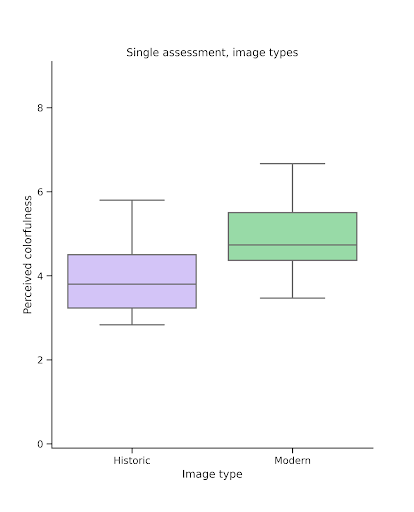 Single assessment, image types
8
6
4
2
0
Perceived colorfulness
Historic
Modern
Image type